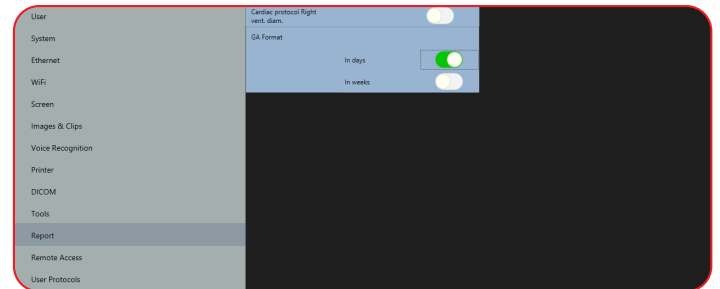 User
System
Ethernet
WiFi
Screen
Images & Clips
Voice Recognition
Printer
DICOM
Tools
Report
Remote Access
User Protocols
Cardiac protocol Right
vent. diam.
GA Format
In days
In weeks